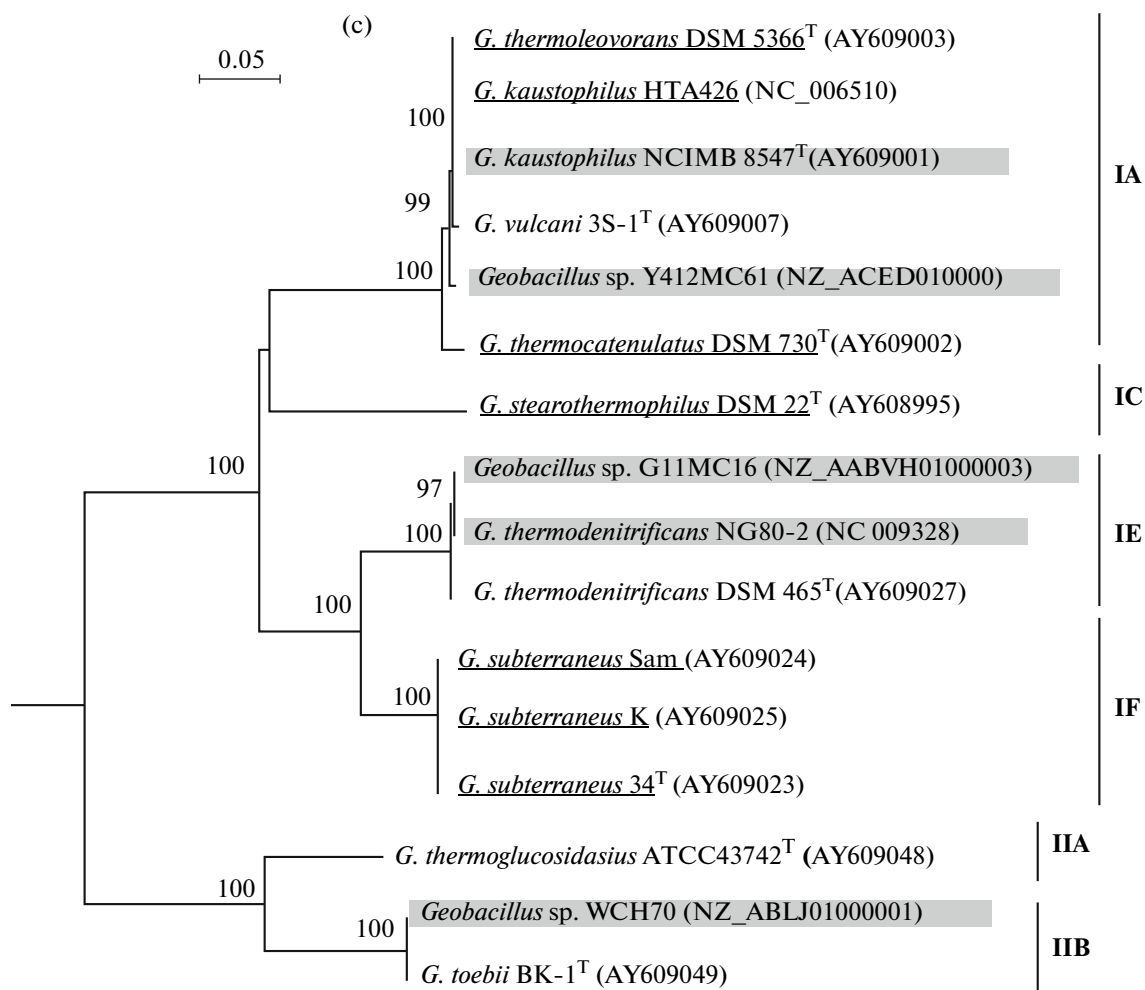 (c)
0.05
G. thermoleovorans DSM 5366T (AY609003)
G. kaustophilus HTA426 (NC_006510)
100
G. kaustophilus NCIMB 8547T(AY609001)
IA
99
G. vulcani 3S-1T (AY609007)
100
Geobacillus sp. Y412MC61 (NZ_ACED010000)
G. thermocatenulatus DSM 730T(AY609002)
G. stearothermophilus DSM 22T (AY608995)
IC
100
Geobacillus sp. G11MC16 (NZ_AABVH01000003)
97
G. thermodenitrificans NG80-2 (NC 009328)
IE
100
G. thermodenitrificans DSM 465T(AY609027)
100
G. subterraneus Sam (AY609024)
100
G. subterraneus K (AY609025)
IF
G. subterraneus 34T (AY609023)
G. thermoglucosidasius ATCC43742T (AY609048)
IIA
100
Geobacillus sp. WCH70 (NZ_ABLJ01000001)
100
IIB
G. toebii BK-1T (AY609049)